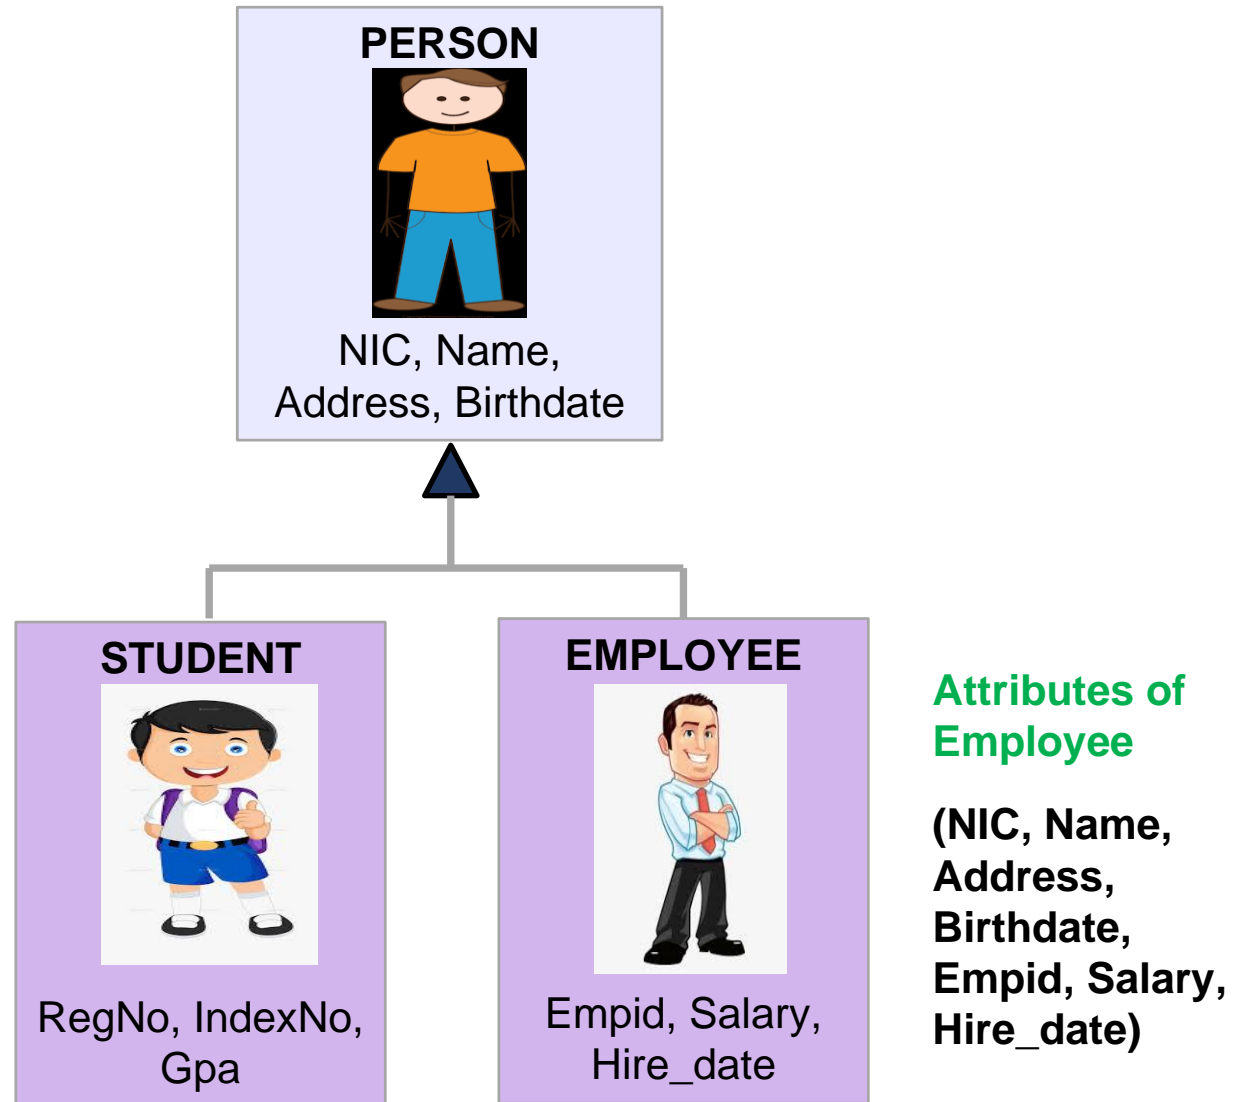 PERSON
NIC, Name,
Address, Birthdate
STUDENT
RegNo, IndexNo,
Gpa
EMPLOYEE
Empid, Salary,
Hire_date
Attributes of
Employee
(NIC, Name,
Address,
Birthdate,
Empid, Salary,
Hire_date)